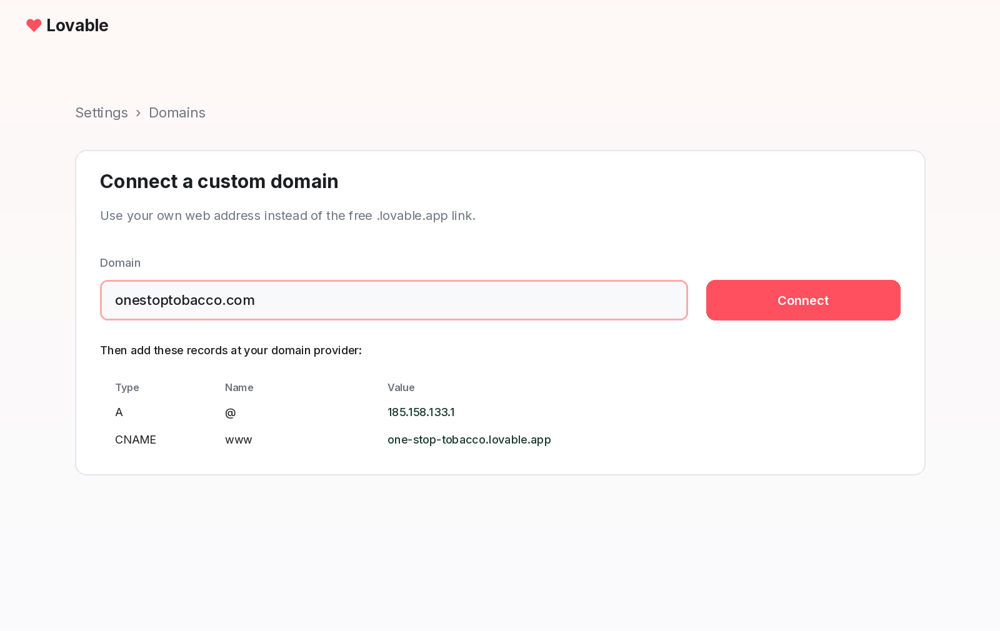 Lovable
Settings › Domains
Connect a custom domain
Use your own web address instead of the free .lovable.app link.
Domain
onestoptobacco.com
Connect
Then add these records at your domain provider:
Type Name Value
A @ 185.158.133.1
CNAME www one-stop-tobacco.lovable.app